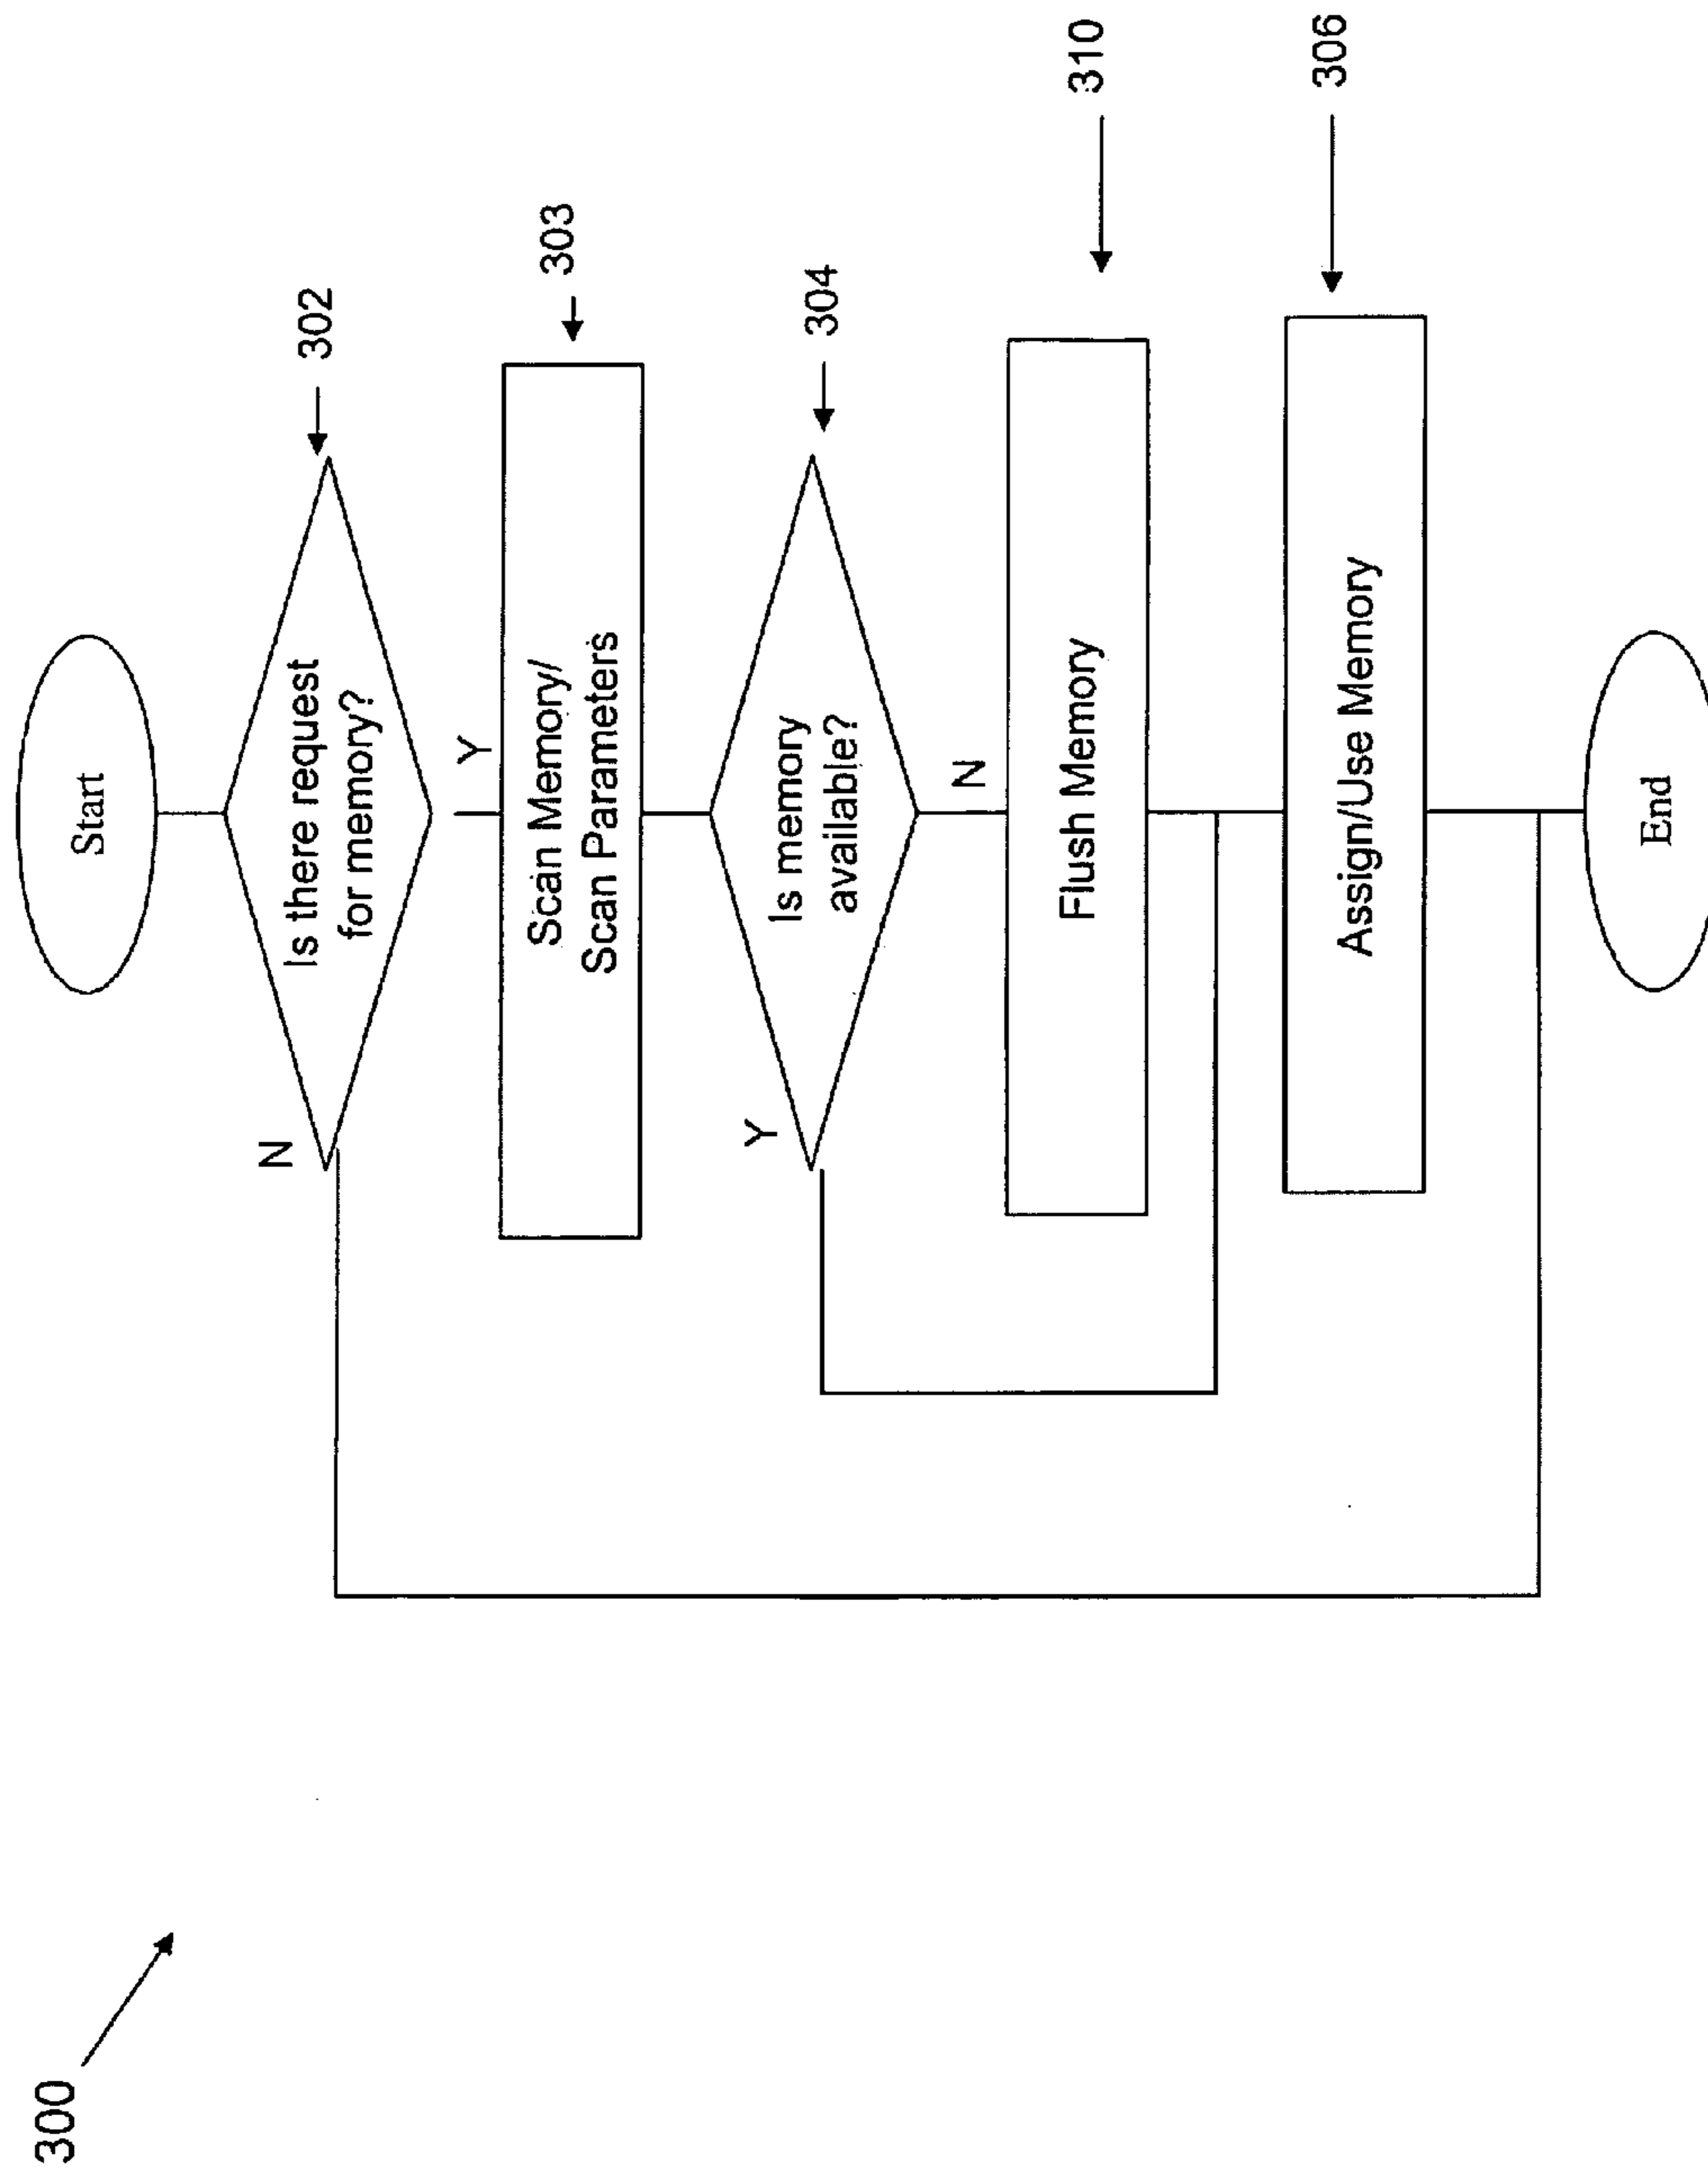 300
Start
302
Is there request
for memory?
N
Y
303
Scan Memory/
Scan Parameters
304
Is memory
available?
Y
N
310
Flush Memory
306
Assign/Use Memory
End